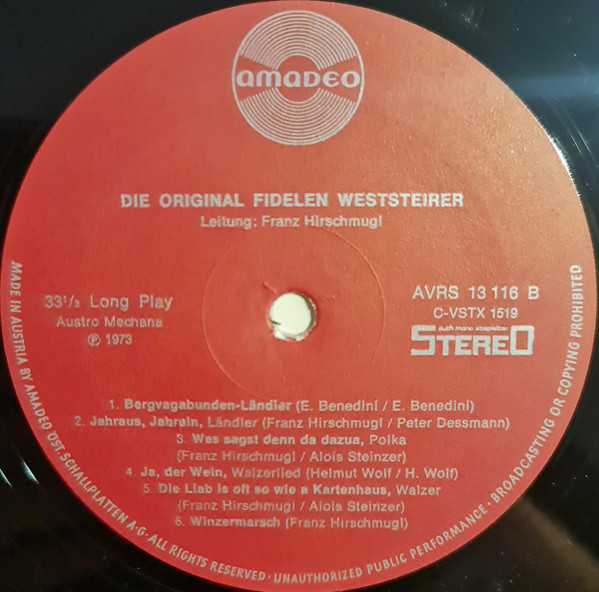 AMADEO
DIE ORIGINAL FIDELEN WESTSTEIRER
Leitung: Franz Hirschmugl
33 1/3 Long Play
Austro Mechana
Ⓟ 1973
AVRS 13 116 B
C-VSTX 1519
auch mono abspielbar
STEREO
1. Bergvagabunden-Ländler (E. Benedini / E. Benedini)
2. Jahraus, Jahrein, Ländler (Franz Hirschmugl / Peter Dessmann)
3. Was sagst denn da dazua, Polka
(Franz Hirschmugl / Alois Steinzer)
4. Ja, der Wein, Walzerlied (Helmut Wolf / H. Wolf)
5. Die Liab is oft so wie a Kartenhaus, Walzer
(Franz Hirschmugl / Alois Steinzer)
6. Winzermarsch (Franz Hirschmugl)
MADE IN AUSTRIA BY AMADEO ÖST. SCHALLPLATTEN A-G · ALL RIGHTS RESERVED · UNAUTHORIZED PUBLIC PERFORMANCE · BROADCASTING OR COPYING PROHIBITED